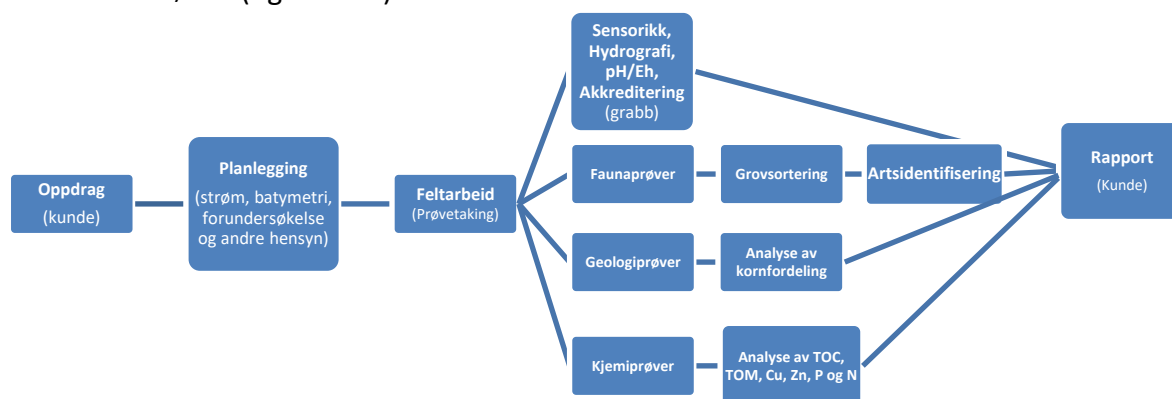 Oppdrag
(kunde)
Planlegging
(strøm, batymetri,
forundersøkelse
og andre hensyn)
Feltarbeid
(Prøvetaking)
Sensorikk,
Hydrografi,
pH/Eh,
Akkreditering
(grabb)
Faunaprøver
Grovsortering
Artsidentifisering
Geologiprøver
Analyse av
kornfordeling
Kjemiprøver
Analyse av TOC,
TOM, Cu, Zn, P og N
Rapport
(Kunde)